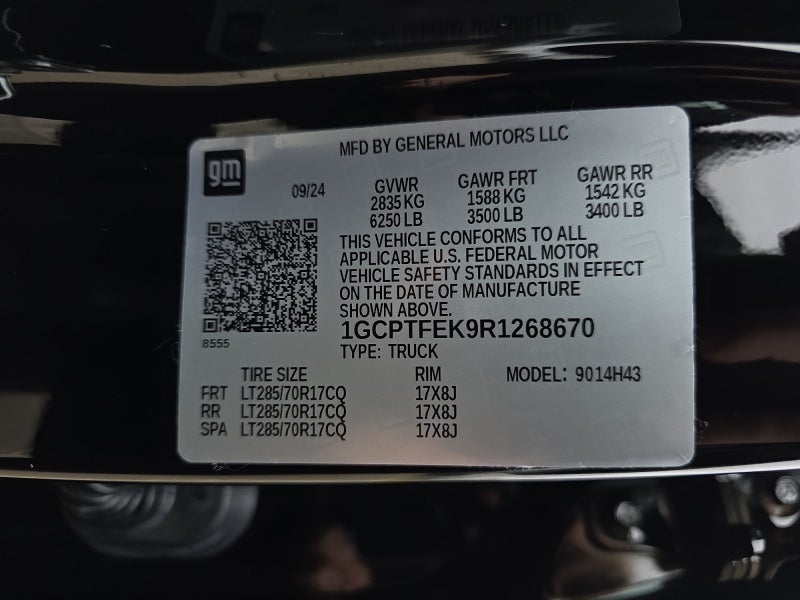 MFD BY GENERAL MOTORS LLC
gm
09/24
GVWR GAWR FRT GAWR RR
2835 KG 1588 KG 1542 KG
6250 LB 3500 LB 3400 LB
THIS VEHICLE CONFORMS TO ALL
APPLICABLE U.S. FEDERAL MOTOR
VEHICLE SAFETY STANDARDS IN EFFECT
ON THE DATE OF MANUFACTURE
SHOWN ABOVE.
1GCPTFEK9R1268670
8555
TYPE: TRUCK
TIRE SIZE RIM MODEL: 9014H43
FRT LT285/70R17CQ 17X8J
RR LT285/70R17CQ 17X8J
SPA LT285/70R17CQ 17X8J